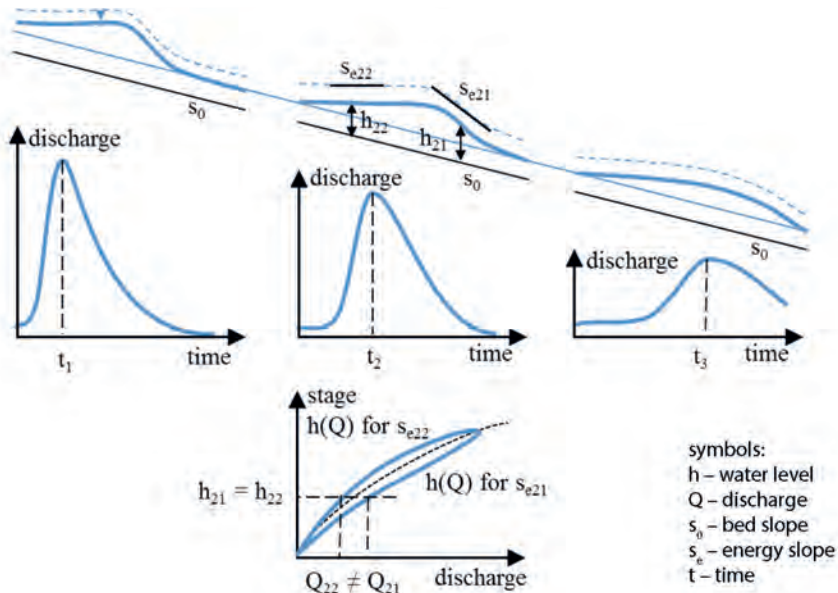 s₀
sₑ₂₂
sₑ₂₁
h₂₂
h₂₁
s₀
s₀
discharge
time
t₁
discharge
time
t₂
discharge
time
t₃
stage
h(Q) for sₑ₂₂
h(Q) for sₑ₂₁
h₂₁ = h₂₂
Q₂₂ ≠ Q₂₁
discharge
symbols:
h – water level
Q – discharge
s₀ – bed slope
sₑ – energy slope
t – time